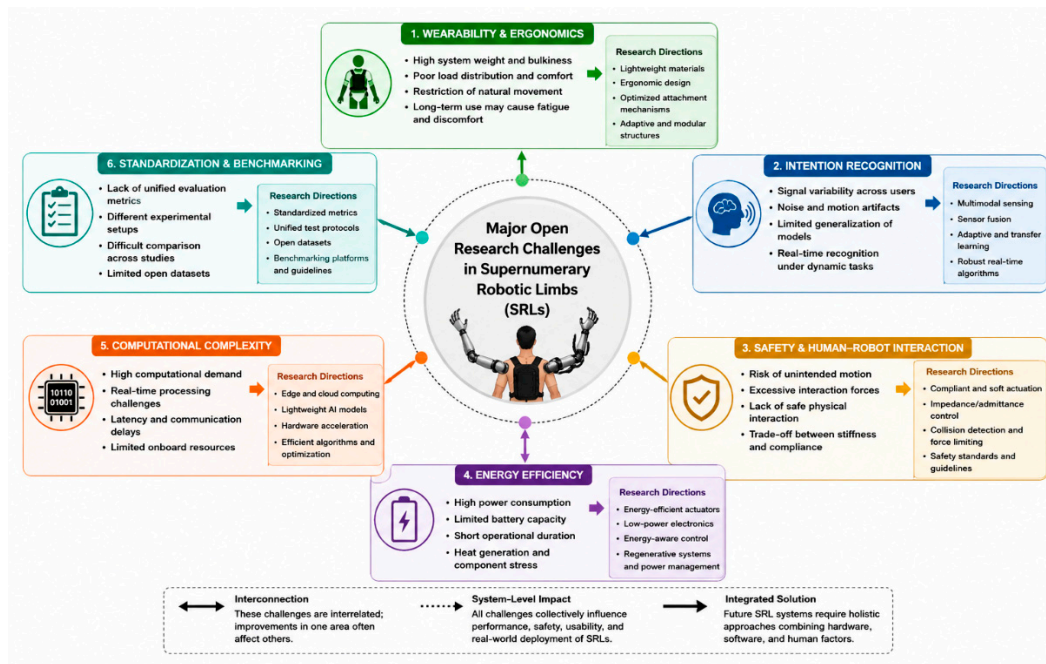 1. WEARABILITY & ERGONOMICS
• High system weight and bulkiness
• Poor load distribution and comfort
• Restriction of natural movement
• Long-term use may cause fatigue
and discomfort
Research Directions
• Lightweight materials
• Ergonomic design
• Optimized attachment
mechanisms
• Adaptive and modular
structures
6. STANDARDIZATION & BENCHMARKING
• Lack of unified evaluation
metrics
• Different experimental
setups
• Difficult comparison
across studies
• Limited open datasets
Research Directions
• Standardized metrics
• Unified test protocols
• Open datasets
• Benchmarking platforms
and guidelines
Major Open
Research Challenges
in Supernumerary
Robotic Limbs
(SRLs)
2. INTENTION RECOGNITION
• Signal variability across users
• Noise and motion artifacts
• Limited generalization of
models
• Real-time recognition
under dynamic tasks
Research Directions
• Multimodal sensing
• Sensor fusion
• Adaptive and transfer
learning
• Robust real-time
algorithms
5. COMPUTATIONAL COMPLEXITY
10110
01001
• High computational demand
• Real-time processing
challenges
• Latency and communication
delays
• Limited onboard resources
Research Directions
• Edge and cloud computing
• Lightweight AI models
• Hardware acceleration
• Efficient algorithms and
optimization
3. SAFETY & HUMAN–ROBOT INTERACTION
• Risk of unintended motion
• Excessive interaction forces
• Lack of safe physical
interaction
• Trade-off between stiffness
and compliance
Research Directions
• Compliant and soft actuation
• Impedance/admittance
control
• Collision detection and
force limiting
• Safety standards and
guidelines
4. ENERGY EFFICIENCY
• High power consumption
• Limited battery capacity
• Short operational duration
• Heat generation and
component stress
Research Directions
• Energy-efficient actuators
• Low-power electronics
• Energy-aware control
• Regenerative systems
and power management
Interconnection
These challenges are interrelated;
improvements in one area often
affect others.
System-Level Impact
All challenges collectively influence
performance, safety, usability, and
real-world deployment of SRLs.
Integrated Solution
Future SRL systems require holistic
approaches combining hardware,
software, and human factors.